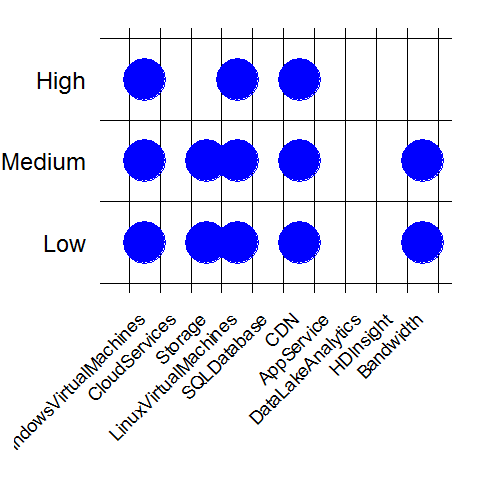 High
Medium
Low
ndowsVirtualMachines
CloudServices
Storage
LinuxVirtualMachines
SQLDatabase
CDN
AppService
DataLakeAnalytics
HDInsight
Bandwidth